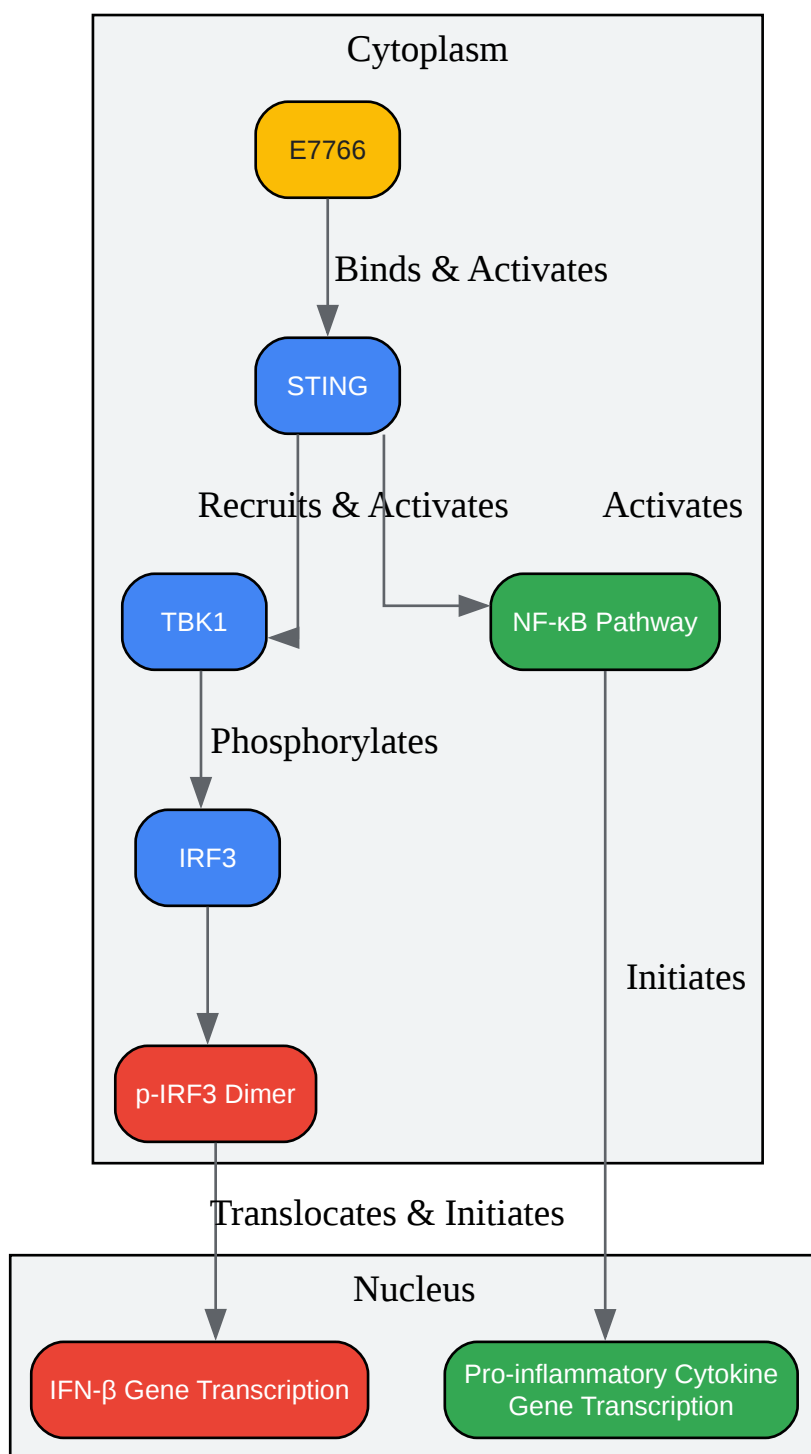 Cytoplasm
E7766
Binds & Activates
STING
Recruits & Activates
Activates
TBK1
NF-κB Pathway
Phosphorylates
IRF3
Initiates
p-IRF3 Dimer
Translocates & Initiates
Nucleus
IFN-β Gene Transcription
Pro-inflammatory Cytokine
Gene Transcription